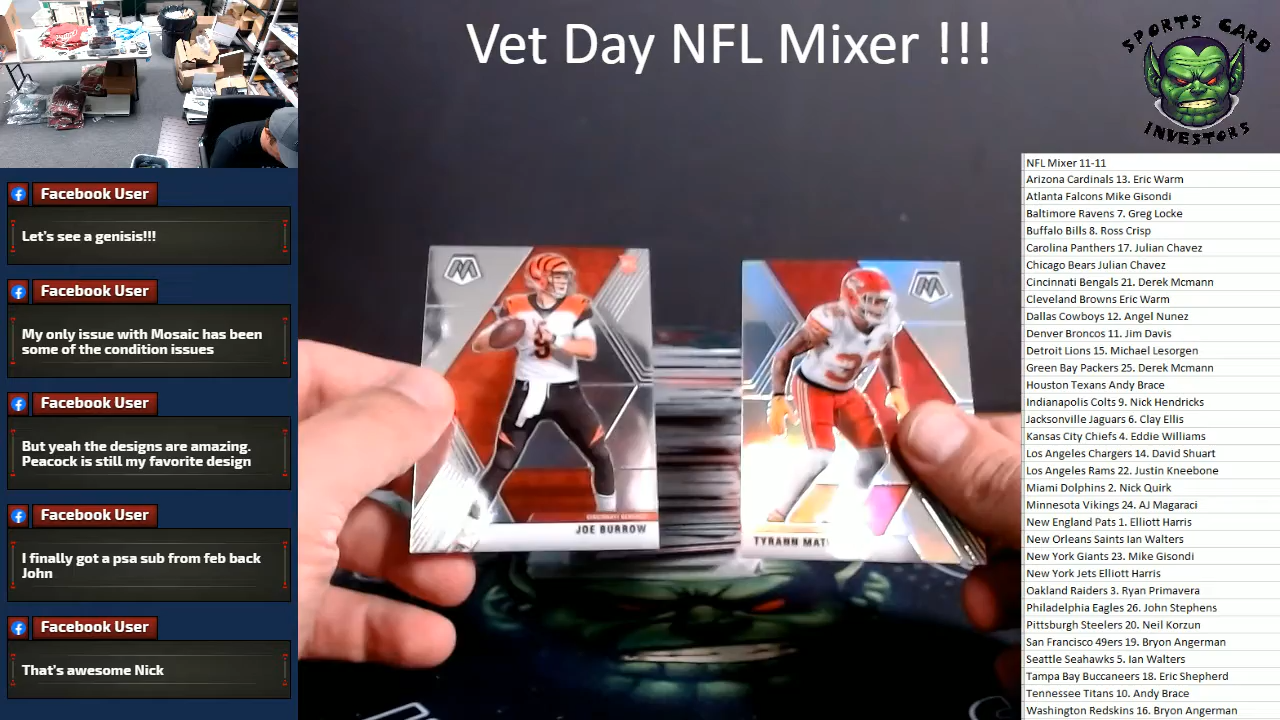 Vet Day NFL Mixer !!!
SPORTS CARD
INVESTORS
Facebook User
Let's see a genisis!!!
Facebook User
My only issue with Mosaic has been
some of the condition issues
Facebook User
But yeah the designs are amazing.
Peacock is still my favorite design
Facebook User
I finally got a psa sub from feb back
John
Facebook User
That's awesome Nick
JOE BURROW
TYRANN MAT
9
NFL Mixer 11-11
Arizona Cardinals 13. Eric Warm
Atlanta Falcons Mike Gisondi
Baltimore Ravens 7. Greg Locke
Buffalo Bills 8. Ross Crisp
Carolina Panthers 17. Julian Chavez
Chicago Bears Julian Chavez
Cincinnati Bengals 21. Derek Mcmann
Cleveland Browns Eric Warm
Dallas Cowboys 12. Angel Nunez
Denver Broncos 11. Jim Davis
Detroit Lions 15. Michael Lesorgen
Green Bay Packers 25. Derek Mcmann
Houston Texans Andy Brace
Indianapolis Colts 9. Nick Hendricks
Jacksonville Jaguars 6. Clay Ellis
Kansas City Chiefs 4. Eddie Williams
Los Angeles Chargers 14. David Shuart
Los Angeles Rams 22. Justin Kneebone
Miami Dolphins 2. Nick Quirk
Minnesota Vikings 24. AJ Magaraci
New England Pats 1. Elliott Harris
New Orleans Saints Ian Walters
New York Giants 23. Mike Gisondi
New York Jets Elliott Harris
Oakland Raiders 3. Ryan Primavera
Philadelphia Eagles 26. John Stephens
Pittsburgh Steelers 20. Neil Korzun
San Francisco 49ers 19. Bryon Angerman
Seattle Seahawks 5. Ian Walters
Tampa Bay Buccaneers 18. Eric Shepherd
Tennessee Titans 10. Andy Brace
Washington Redskins 16. Bryon Angerman